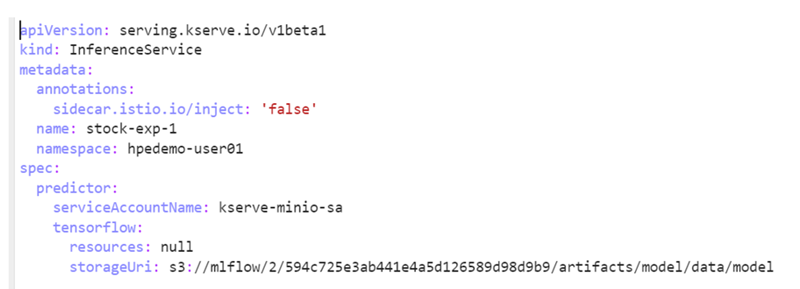 apiVersion: serving.kserve.io/v1beta1
kind: InferenceService
metadata:
  annotations:
    sidecar.istio.io/inject: 'false'
  name: stock-exp-1
  namespace: hpedemo-user01
spec:
  predictor:
    serviceAccountName: kserve-minio-sa
    tensorflow:
      resources: null
      storageUri: s3://mlflow/2/594c725e3ab441e4a5d126589d98d9b9/artifacts/model/data/model